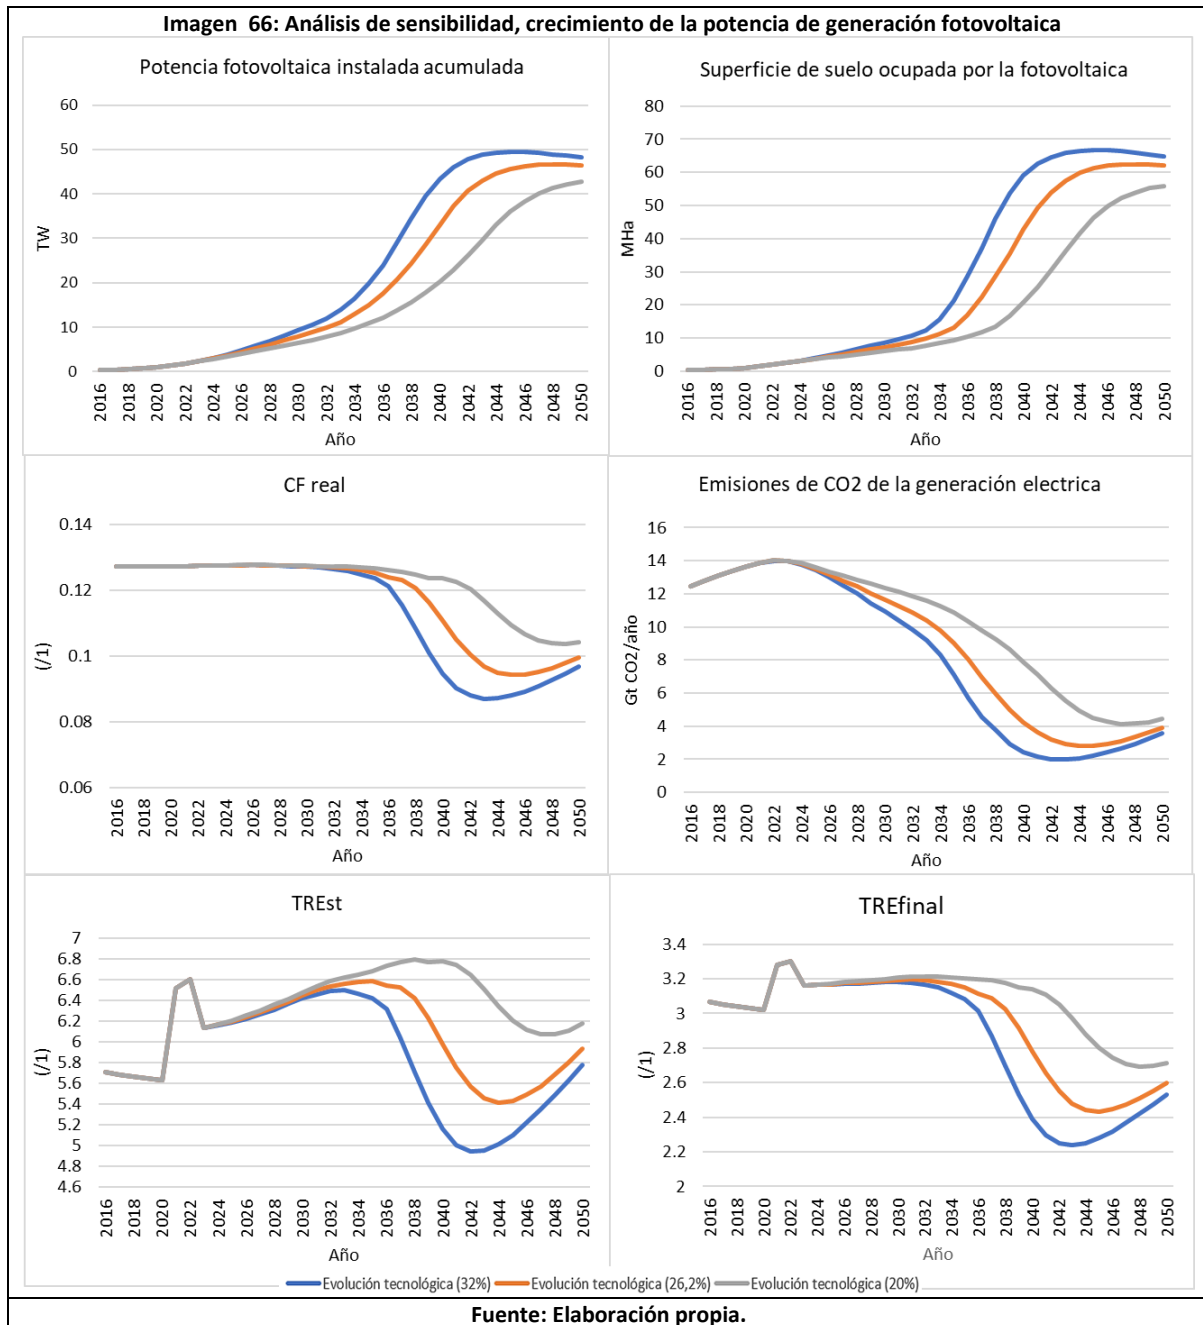 Imagen 66: Análisis de sensibilidad, crecimiento de la potencia de generación fotovoltaica
Potencia fotovoltaica instalada acumulada
60
50
40
30
20
10
0
TW
2016 2018 2020 2022 2024 2026 2028 2030 2032 2034 2036 2038 2040 2042 2044 2046 2048 2050
Año
Superficie de suelo ocupada por la fotovoltaica
80
70
60
50
40
30
20
10
0
MHa
2016 2018 2020 2022 2024 2026 2028 2030 2032 2034 2036 2038 2040 2042 2044 2046 2048 2050
Año
CF real
0.14
0.12
0.1
0.08
0.06
(/1)
2016 2018 2020 2022 2024 2026 2028 2030 2032 2034 2036 2038 2040 2042 2044 2046 2048 2050
Año
Emisiones de CO2 de la generación electrica
16
14
12
10
8
6
4
2
0
Gt CO2/año
2016 2018 2020 2022 2024 2026 2028 2030 2032 2034 2036 2038 2040 2042 2044 2046 2048 2050
Año
TREst
7
6.8
6.6
6.4
6.2
6
5.8
5.6
5.4
5.2
5
4.8
4.6
(/1)
2016 2018 2020 2022 2024 2026 2028 2030 2032 2034 2036 2038 2040 2042 2044 2046 2048 2050
Año
TREfinal
3.4
3.2
3
2.8
2.6
2.4
2.2
2
(/1)
2016 2018 2020 2022 2024 2026 2028 2030 2032 2034 2036 2038 2040 2042 2044 2046 2048 2050
Año
Evolución tecnológica (32%) Evolución tecnológica (26,2%) Evolución tecnológica (20%)
Fuente: Elaboración propia.